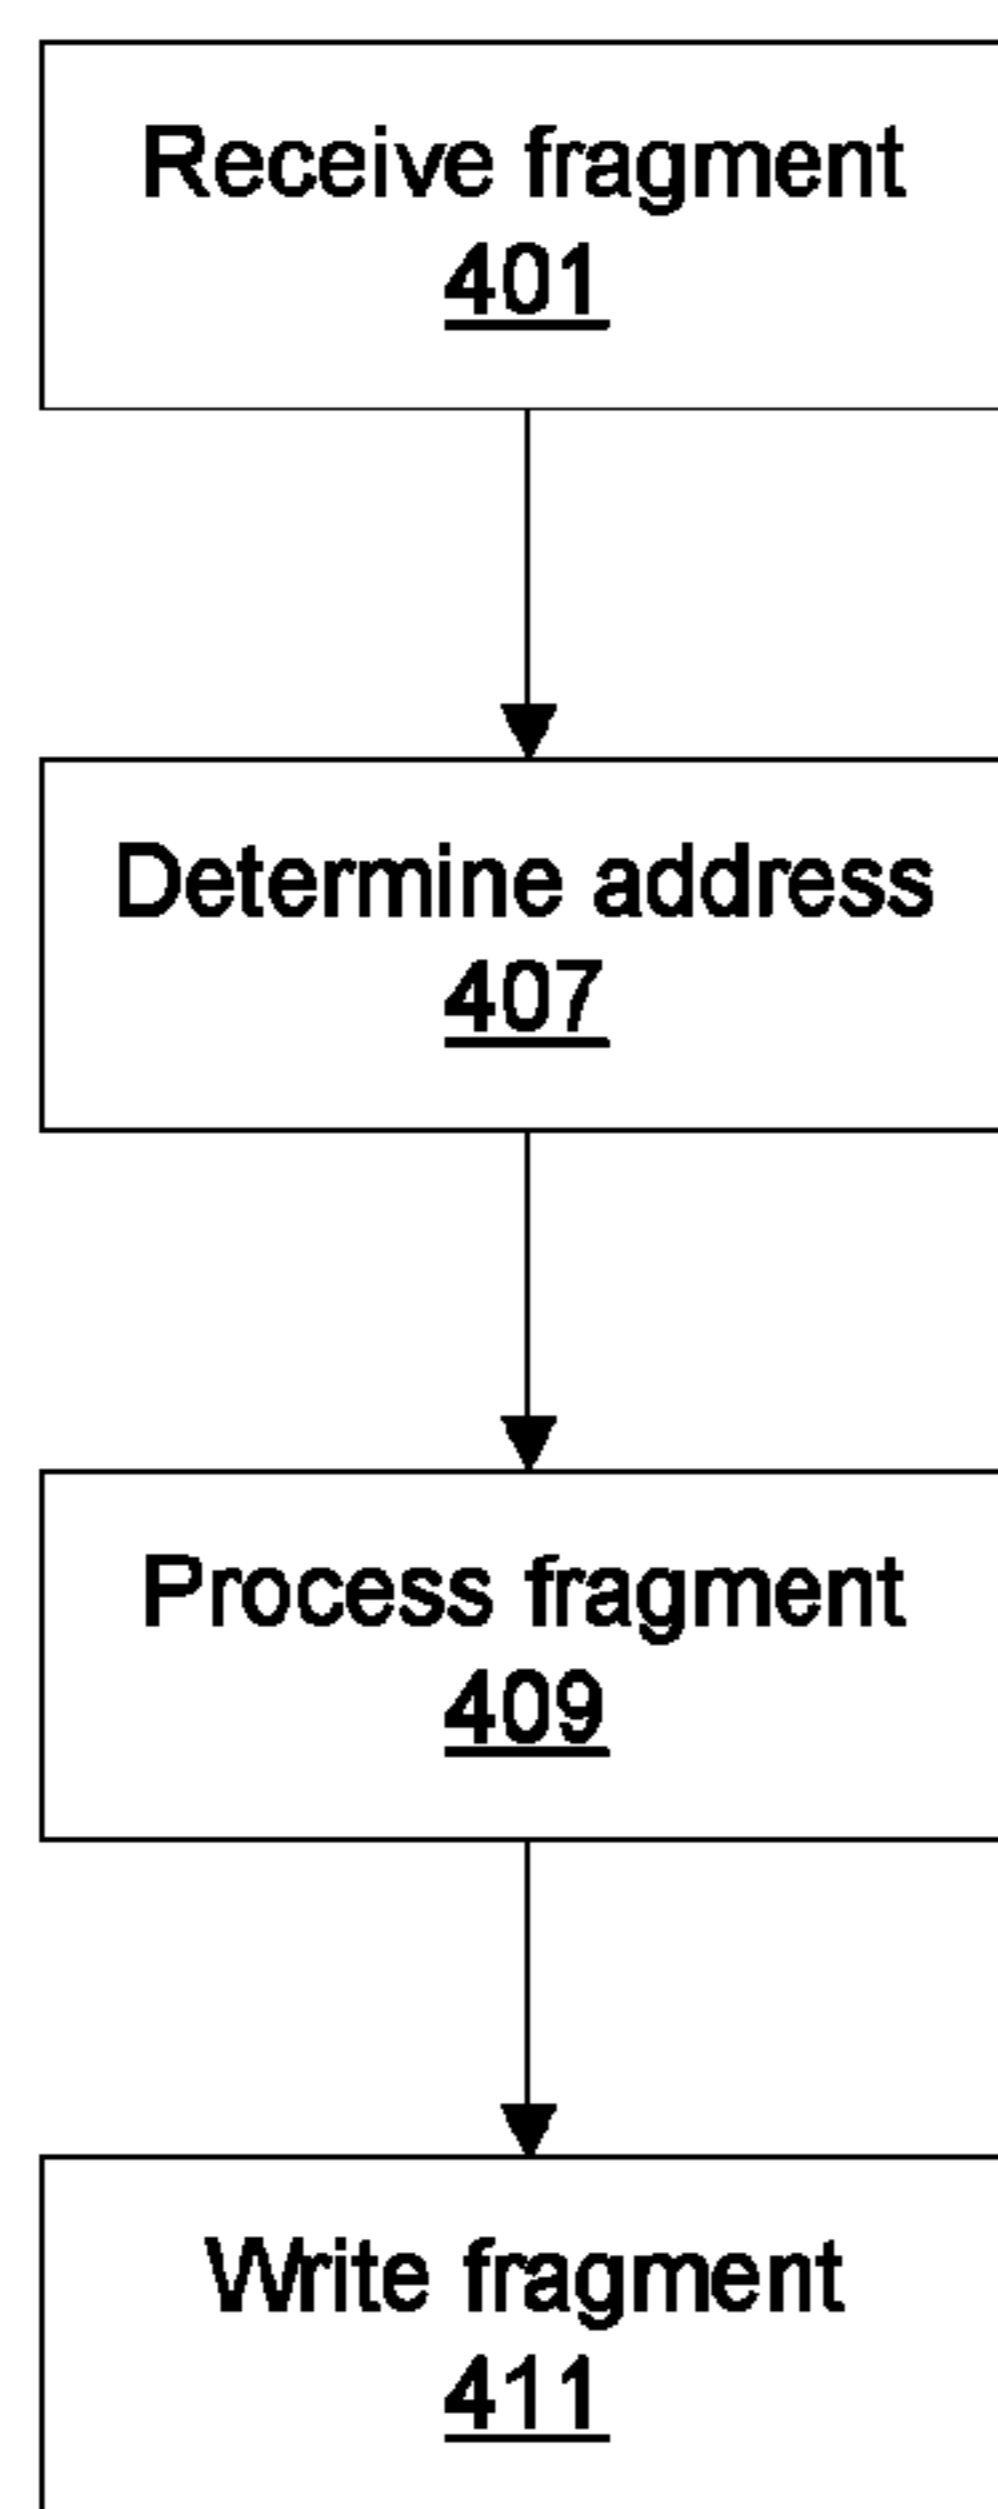 Receive fragment
401
Determine address
407
Process fragment
409
Write fragment
411